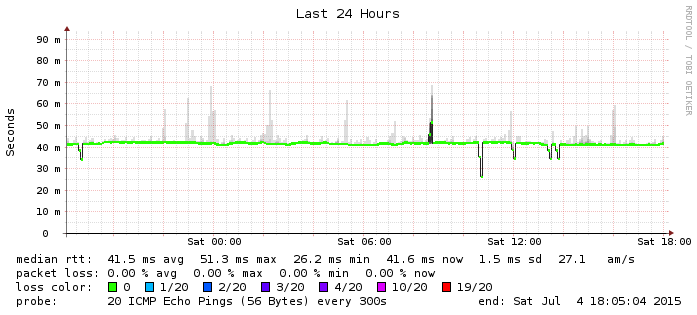 Last 24 Hours
RRDTOOL / TOBI OETIKER
Seconds
90 m
80 m
70 m
60 m
50 m
40 m
30 m
20 m
10 m
0
Sat 00:00 Sat 06:00 Sat 12:00 Sat 18:00
median rtt: 41.5 ms avg 51.3 ms max 26.2 ms min 41.6 ms now 1.5 ms sd 27.1 am/s
packet loss: 0.00 % avg 0.00 % max 0.00 % min 0.00 % now
loss color: 0 1/20 2/20 3/20 4/20 10/20 19/20
probe: 20 ICMP Echo Pings (56 Bytes) every 300s end: Sat Jul 4 18:05:04 2015